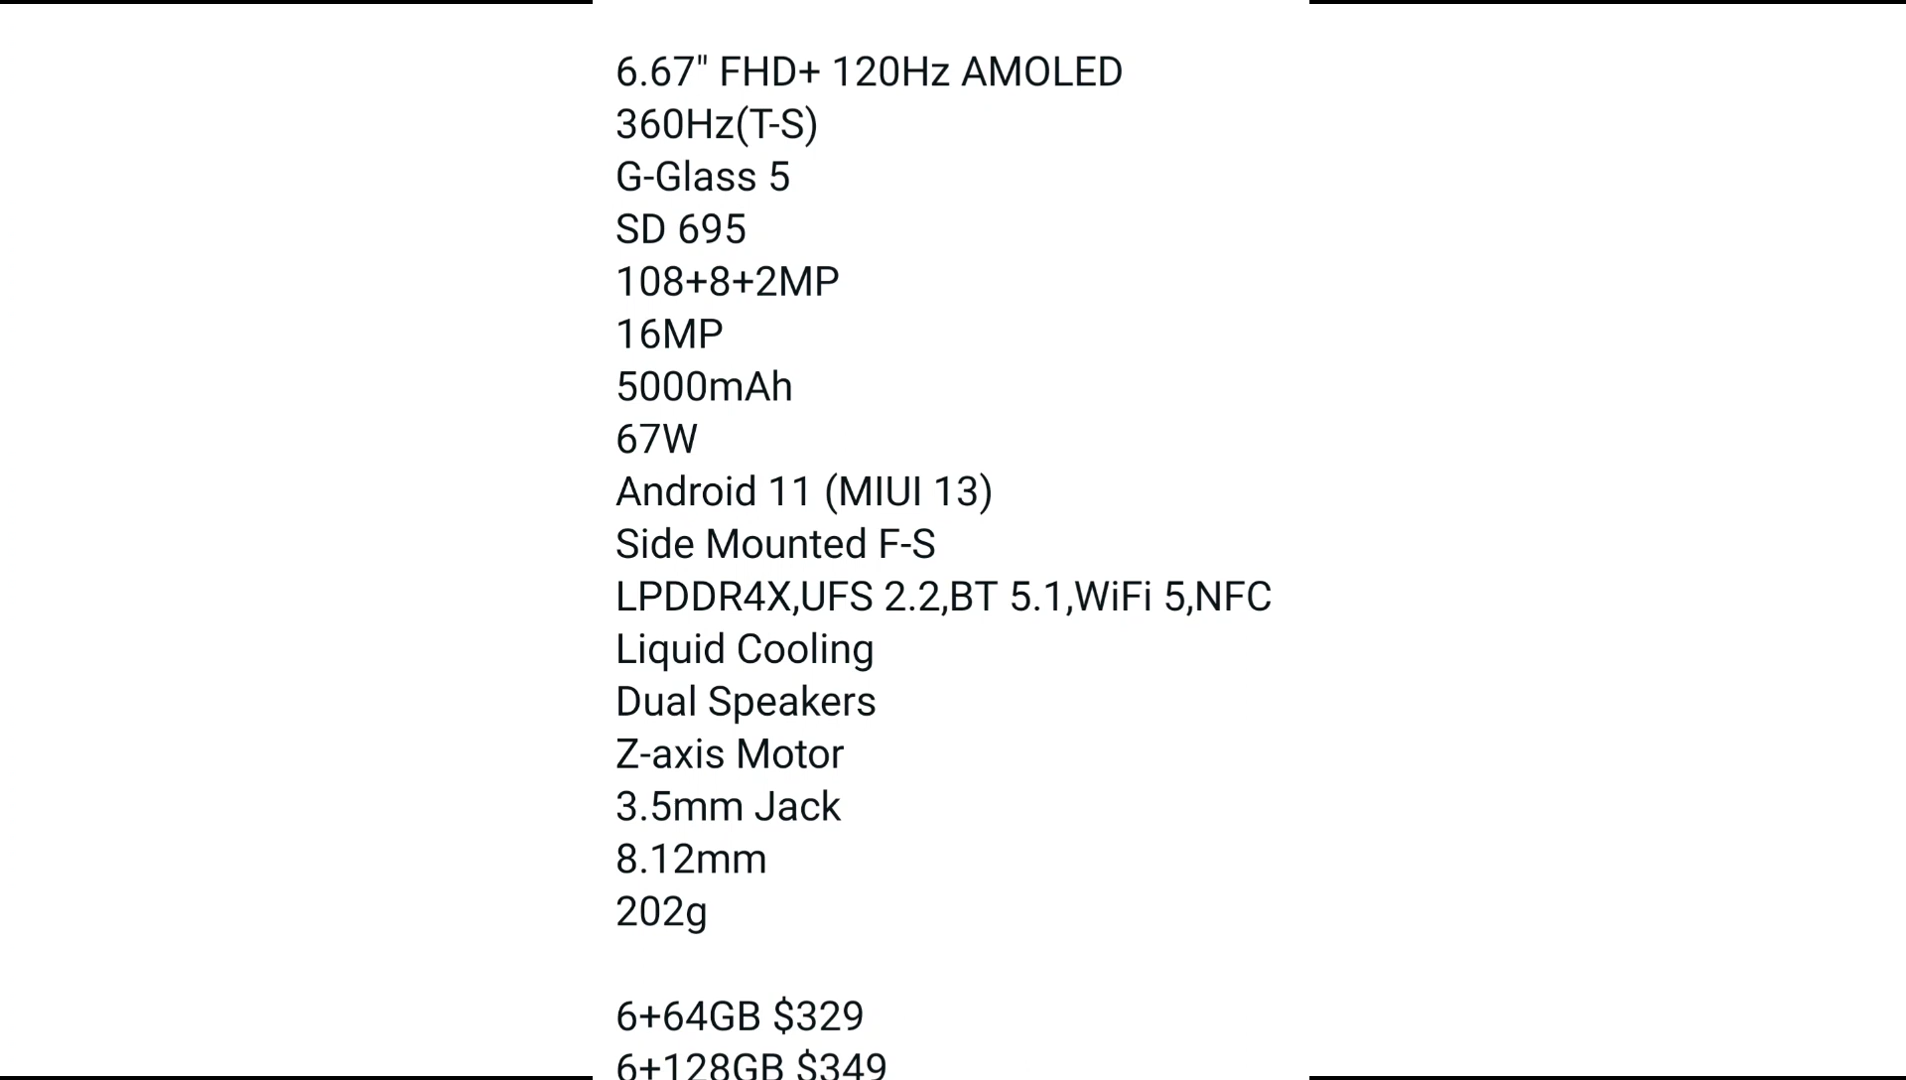 6.67" FHD+ 120Hz AMOLED
360Hz(T-S)
G-Glass 5
SD 695
108+8+2MP
16MP
5000mAh
67W
Android 11 (MIUI 13)
Side Mounted F-S
LPDDR4X,UFS 2.2,BT 5.1,WiFi 5,NFC
Liquid Cooling
Dual Speakers
Z-axis Motor
3.5mm Jack
8.12mm
202g
6+64GB $329
6+128GB $349